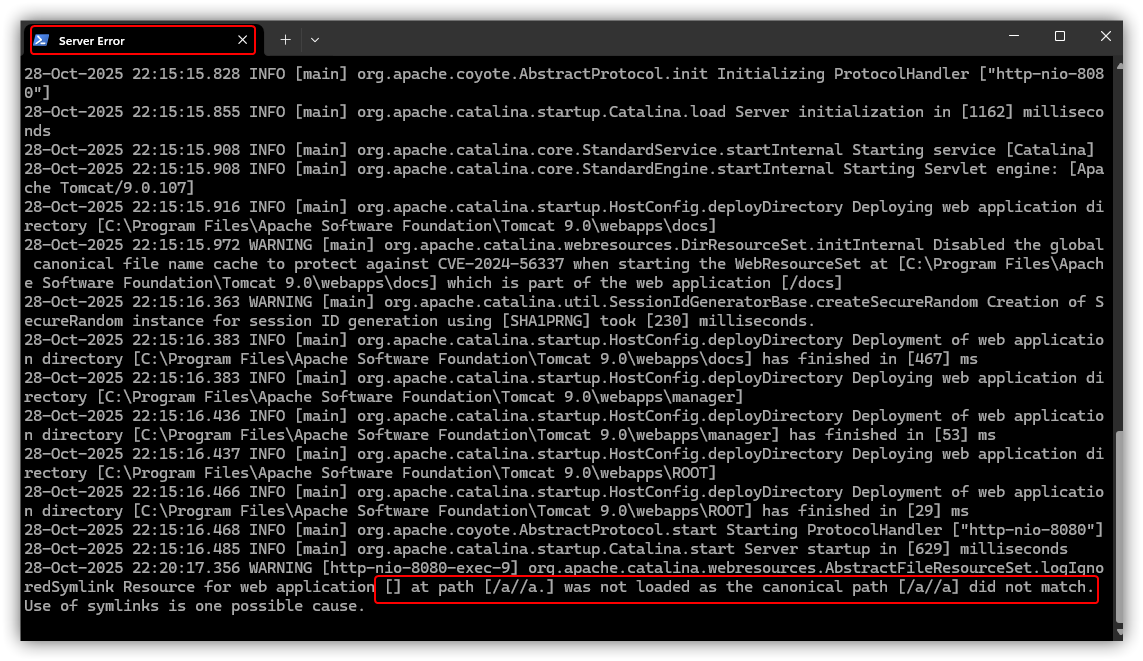 Server Error
28-Oct-2025 22:15:15.828 INFO [main] org.apache.coyote.AbstractProtocol.init Initializing ProtocolHandler ["http-nio-808
0"]
28-Oct-2025 22:15:15.855 INFO [main] org.apache.catalina.startup.Catalina.load Server initialization in [1162] milliseco
nds
28-Oct-2025 22:15:15.908 INFO [main] org.apache.catalina.core.StandardService.startInternal Starting service [Catalina]
28-Oct-2025 22:15:15.908 INFO [main] org.apache.catalina.core.StandardEngine.startInternal Starting Servlet engine: [Apa
che Tomcat/9.0.107]
28-Oct-2025 22:15:15.916 INFO [main] org.apache.catalina.startup.HostConfig.deployDirectory Deploying web application di
rectory [C:\Program Files\Apache Software Foundation\Tomcat 9.0\webapps\docs]
28-Oct-2025 22:15:15.972 WARNING [main] org.apache.catalina.webresources.DirResourceSet.initInternal Disabled the global
 canonical file name cache to protect against CVE-2024-56337 when starting the WebResourceSet at [C:\Program Files\Apach
e Software Foundation\Tomcat 9.0\webapps\docs] which is part of the web application [/docs]
28-Oct-2025 22:15:16.363 WARNING [main] org.apache.catalina.util.SessionIdGeneratorBase.createSecureRandom Creation of S
ecureRandom instance for session ID generation using [SHA1PRNG] took [230] milliseconds.
28-Oct-2025 22:15:16.383 INFO [main] org.apache.catalina.startup.HostConfig.deployDirectory Deployment of web applicatio
n directory [C:\Program Files\Apache Software Foundation\Tomcat 9.0\webapps\docs] has finished in [467] ms
28-Oct-2025 22:15:16.383 INFO [main] org.apache.catalina.startup.HostConfig.deployDirectory Deploying web application di
rectory [C:\Program Files\Apache Software Foundation\Tomcat 9.0\webapps\manager]
28-Oct-2025 22:15:16.436 INFO [main] org.apache.catalina.startup.HostConfig.deployDirectory Deployment of web applicatio
n directory [C:\Program Files\Apache Software Foundation\Tomcat 9.0\webapps\manager] has finished in [53] ms
28-Oct-2025 22:15:16.437 INFO [main] org.apache.catalina.startup.HostConfig.deployDirectory Deploying web application di
rectory [C:\Program Files\Apache Software Foundation\Tomcat 9.0\webapps\ROOT]
28-Oct-2025 22:15:16.466 INFO [main] org.apache.catalina.startup.HostConfig.deployDirectory Deployment of web applicatio
n directory [C:\Program Files\Apache Software Foundation\Tomcat 9.0\webapps\ROOT] has finished in [29] ms
28-Oct-2025 22:15:16.468 INFO [main] org.apache.coyote.AbstractProtocol.start Starting ProtocolHandler ["http-nio-8080"]
28-Oct-2025 22:15:16.485 INFO [main] org.apache.catalina.startup.Catalina.start Server startup in [629] milliseconds
28-Oct-2025 22:20:17.356 WARNING [http-nio-8080-exec-9] org.apache.catalina.webresources.AbstractFileResourceSet.logIgno
redSymlink Resource for web application [] at path [/a//a.] was not loaded as the canonical path [/a//a] did not match.
Use of symlinks is one possible cause.